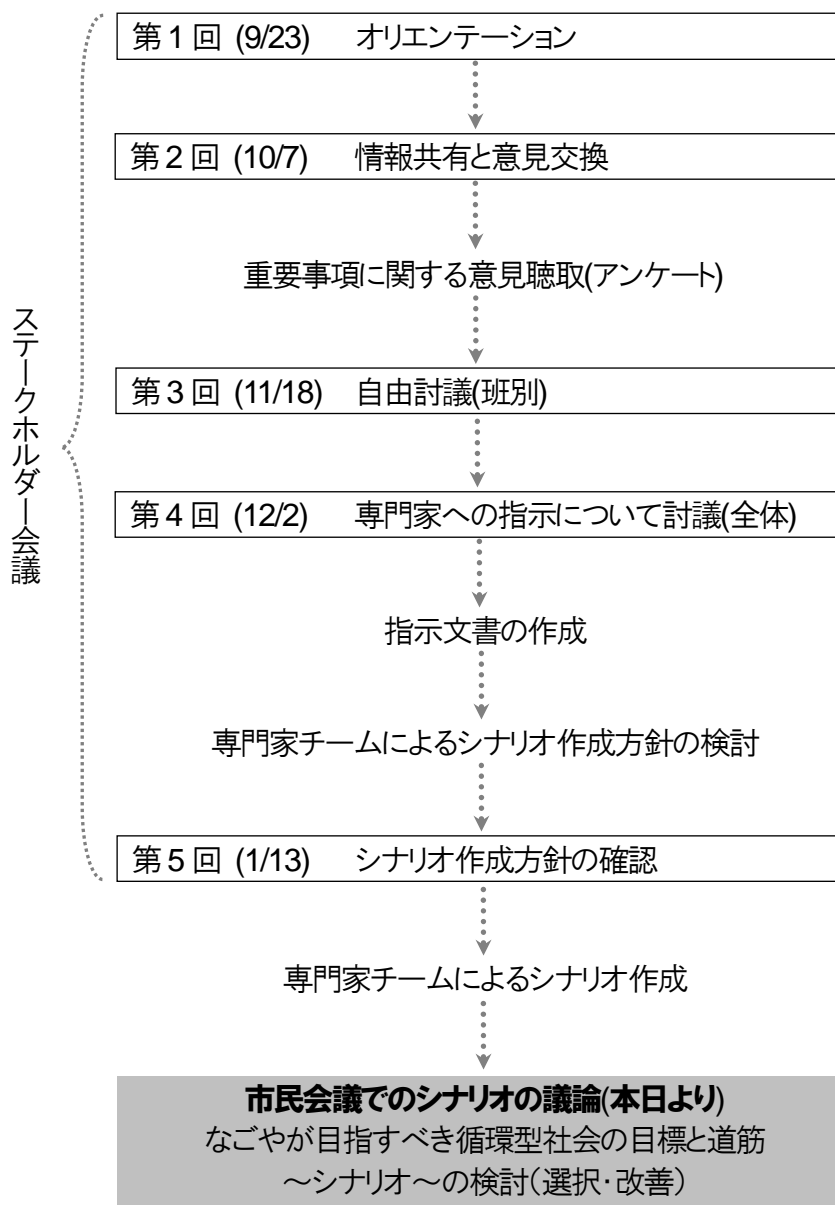 第1回 (9/23) オリエンテーション
第2回 (10/7) 情報共有と意見交換
重要事項に関する意見聴取(アンケート)
第3回 (11/18) 自由討議(班別)
ステークホルダー会議
第4回 (12/2) 専門家への指示について討議(全体)
指示文書の作成
専門家チームによるシナリオ作成方針の検討
第5回 (1/13) シナリオ作成方針の確認
専門家チームによるシナリオ作成
市民会議でのシナリオの議論(本日より)
なごやが目指すべき循環型社会の目標と道筋
～シナリオ～の検討(選択・改善)